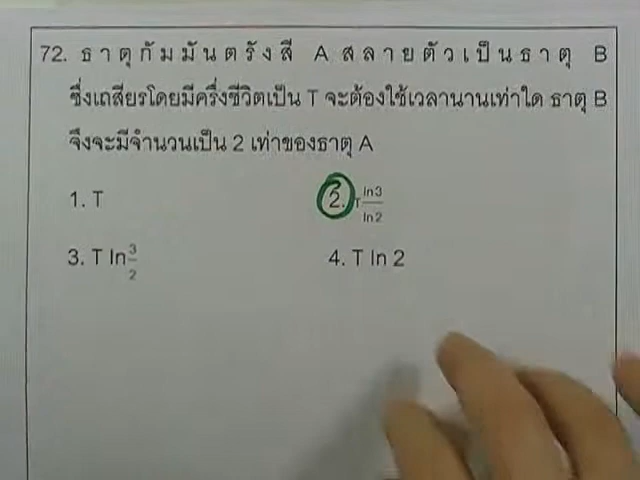 72. ธาตุกัมมันตรังสี A สลายตัวเป็นธาตุ B
ซึ่งเถสียรโดยมีครึ่งชีวิตเป็น T จะต้องใช้เวลานานเท่าใด ธาตุ B
จึงจะมีจำนวนเป็น 2 เท่าของธาตุ A
1. T
2. T ln3/ln2
3. T ln 3/2
4. T ln 2